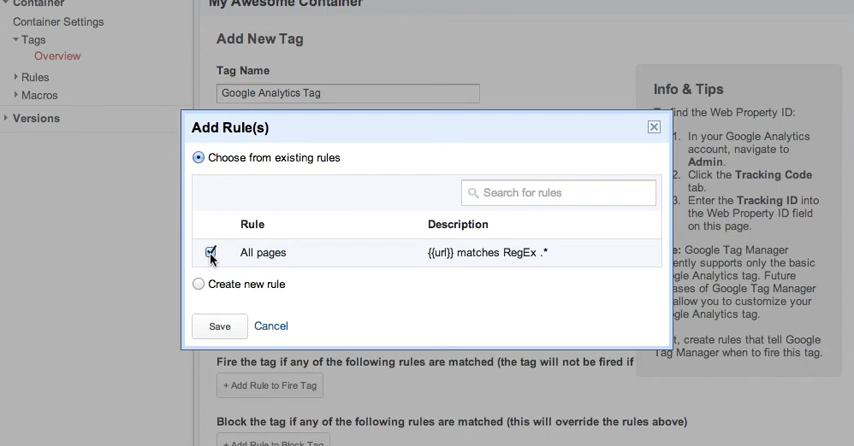 Container
My Awesome Container
Container Settings
Tags
Overview
Rules
Macros
Versions
Add New Tag
Tag Name
Google Analytics Tag
Add Rule(s)
Choose from existing rules
Search for rules
Rule Description
All pages {{url}} matches RegEx .*
Create new rule
Save Cancel
Fire the tag if any of the following rules are matched (the tag will not be fired if
+ Add Rule to Fire Tag
Block the tag if any of the following rules are matched (this will override the rules above)
+ Add Rule to Block Tag
Info & Tips
find the Web Property ID:
1. In your Google Analytics
account, navigate to
Admin.
2. Click the Tracking Code
tab.
3. Enter the Tracking ID into
the Web Property ID field
on this page.
Google Tag Manager
supports only the basic
Analytics tag. Future
of Google Tag Manager
allow you to customize your
Analytics tag.
create rules that tell Google
Tag Manager when to fire this tag.